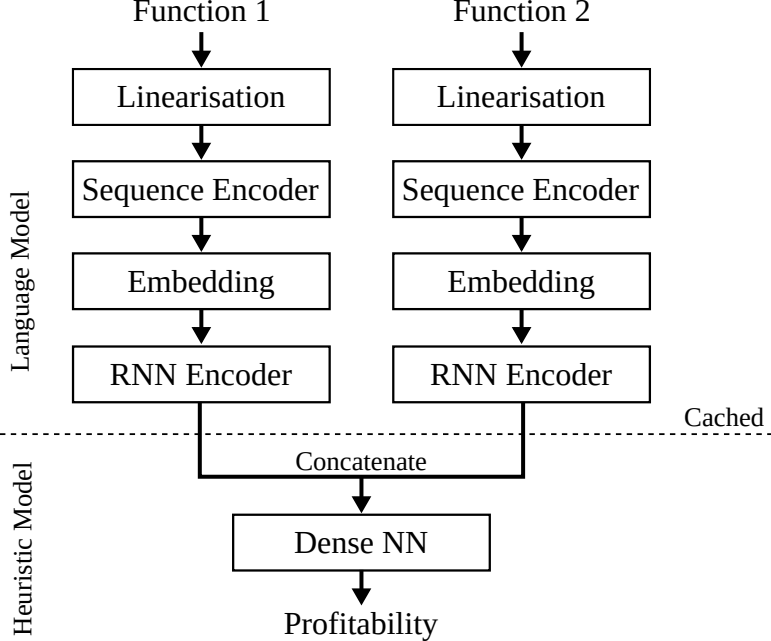 Function 1
Function 2
Linearisation
Linearisation
Sequence Encoder
Sequence Encoder
Embedding
Embedding
RNN Encoder
RNN Encoder
Language Model
Cached
Concatenate
Dense NN
Heuristic Model
Profitability